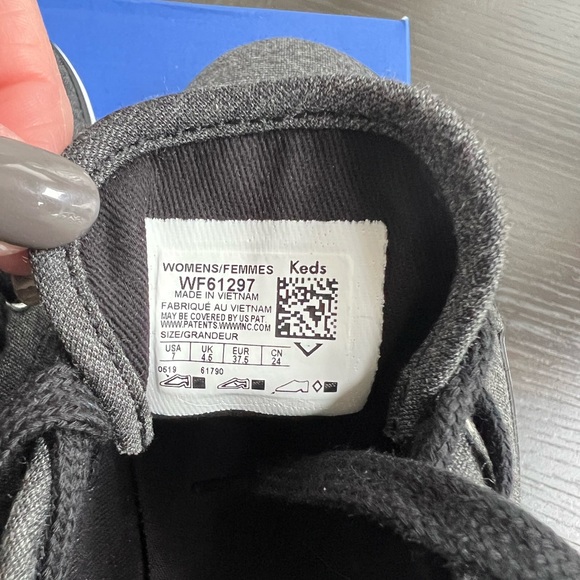 WOMENS/FEMMES Keds
WF61297
MADE IN VIETNAM
FABRIQUÉ AU VIETNAM
MAY BE COVERED BY US PAT
WWW.PATENTS.WWWINC.COM
SIZE/GRANDEUR
USA UK EUR CN
7 4.5 37.5 24
0619 61790